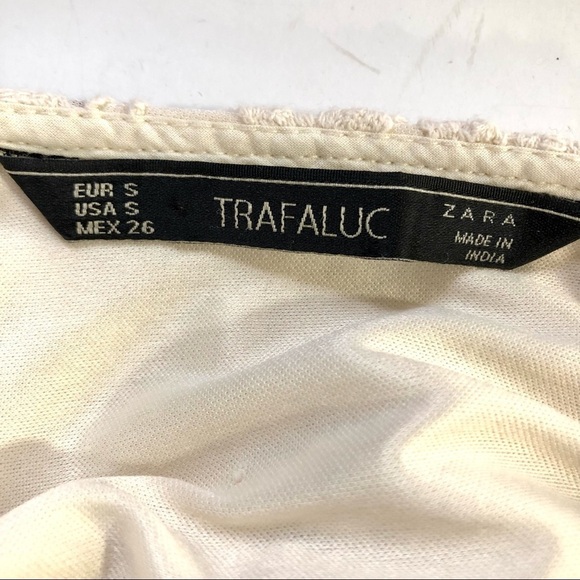 EUR S
USA S
MEX 26
TRAFALUC
ZARA
MADE IN
INDIA